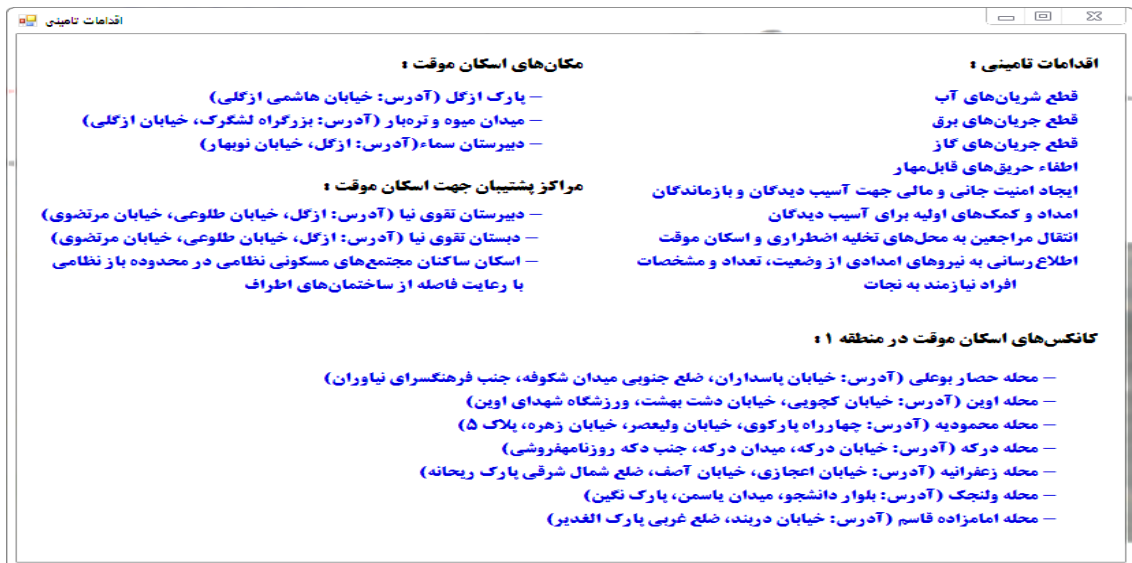 اقدامات تامینی
اقدامات تامینی :
قطع شریان‌های آب
قطع جریان‌های برق
قطع جریان‌های گاز
اطفاء حریق‌های قابل‌مهار
ایجاد امنیت جانی و مالی جهت آسیب دیدگان و بازماندگان
امداد و کمک‌های اولیه برای آسیب دیدگان
انتقال مراجعین به محل‌های تخلیه اضطراری و اسکان موقت
اطلاع‌رسانی به نیروهای امدادی از وضعیت، تعداد و مشخصات
افراد نیازمند به نجات
مکان‌های اسکان موقت :
– پارک ازگل (آدرس: خیابان هاشمی ازگلی)
– میدان میوه و تره‌بار (آدرس: بزرگراه لشگرک، خیابان ازگلی)
– دبیرستان سماء(آدرس: ازگل، خیابان نوبهار)
مراکز پشتیبان جهت اسکان موقت :
– دبیرستان تقوی نیا (آدرس: ازگل، خیابان طلوعی، خیابان مرتضوی)
– دبستان تقوی نیا (آدرس: ازگل، خیابان طلوعی، خیابان مرتضوی)
– اسکان ساکنان مجتمع‌های مسکونی نظامی در محدوده باز نظامی
با رعایت فاصله از ساختمان‌های اطراف
کانکس‌های اسکان موقت در منطقه ۱ :
– محله حصار بوعلی (آدرس: خیابان پاسداران، ضلع جنوبی میدان شکوفه، جنب فرهنگسرای نیاوران)
– محله اوین (آدرس: خیابان کچویی، خیابان دشت بهشت، ورزشگاه شهدای اوین)
– محله محمودیه (آدرس: چهارراه پارکوی، خیابان ولیعصر، خیابان زهره، پلاک ۵)
– محله درکه (آدرس: خیابان درکه، میدان درکه، جنب دکه روزنامهفروشی)
– محله زعفرانیه (آدرس: خیابان اعجازی، خیابان آصف، ضلع شمال شرقی پارک ریحانه)
– محله ولنجک (آدرس: بلوار دانشجو، میدان یاسمن، پارک نگین)
– محله امامزاده قاسم (آدرس: خیابان دربند، ضلع غربی پارک الغدیر)